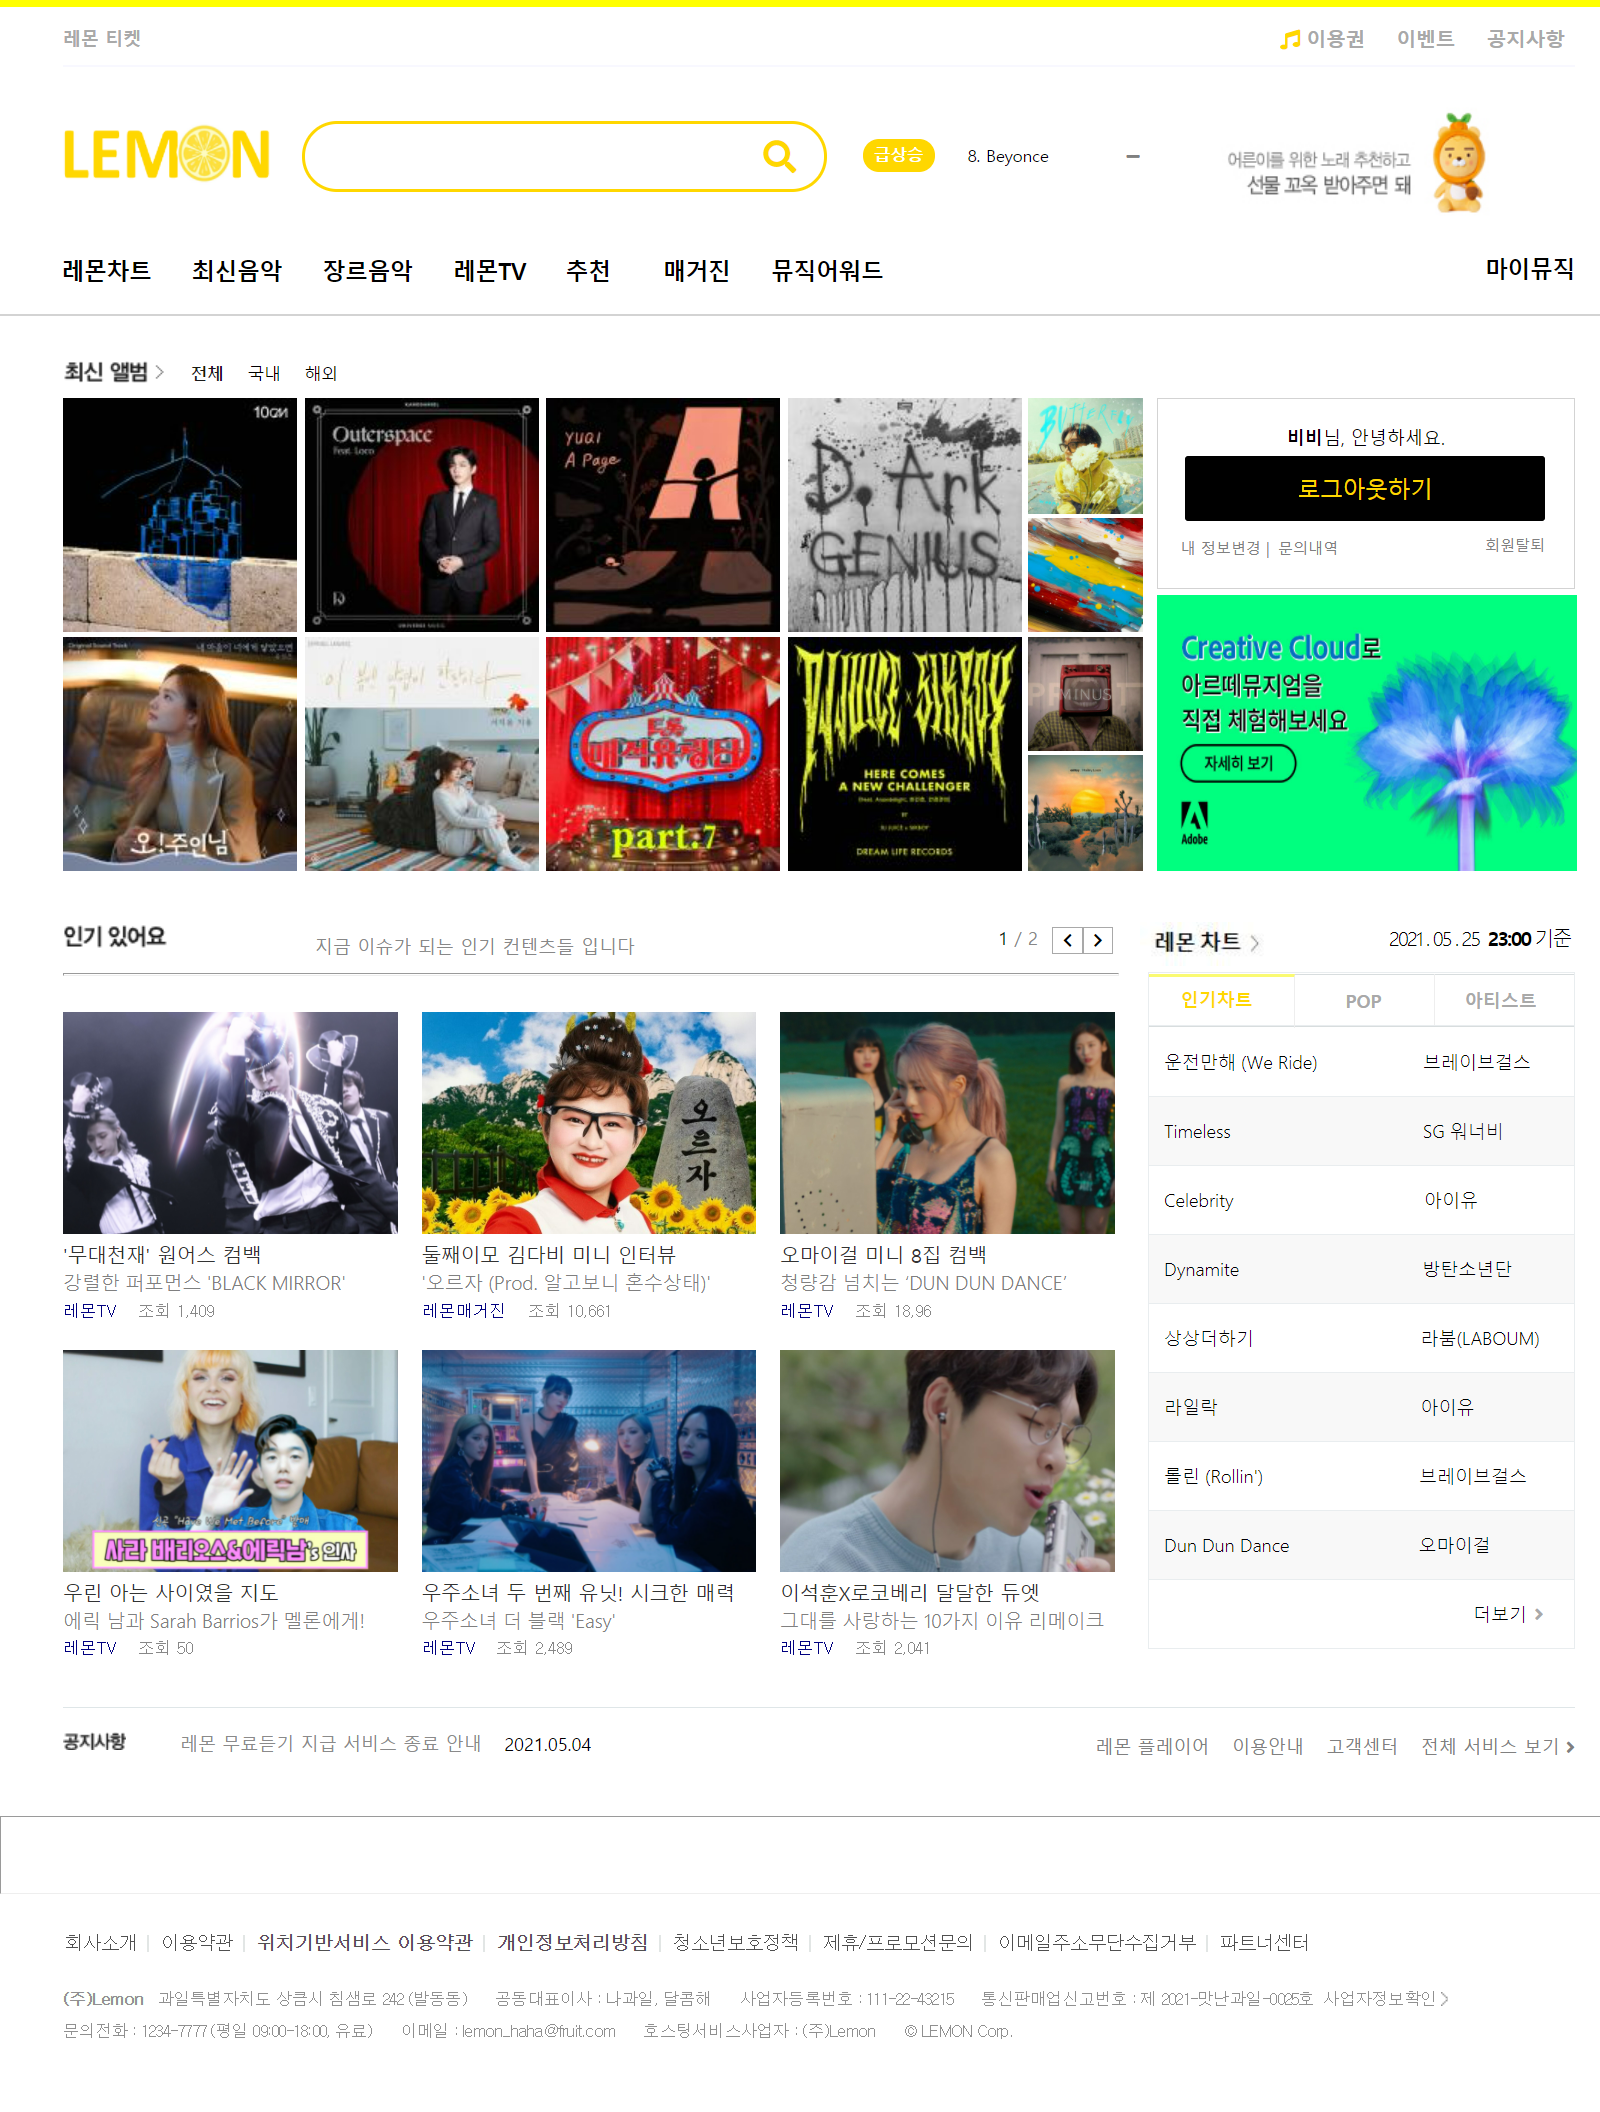 레몬 티켓
이용권 이벤트 공지사항
LEMON
급상승 8. Beyonce
어른이를 위한 노래 추천하고
선물 꼬옥 받아주면 돼
레몬차트 최신음악 장르음악 레몬TV 추천 매거진 뮤직어워드 마이뮤직
최신 앨범 전체 국내 해외
10CM
Outerspace
Feat. Loco
YUQI
A Page
D. Ark
GENIUS
비비님, 안녕하세요.
로그아웃하기
내 정보변경 | 문의내역 회원탈퇴
Original Sound Track
내 마음이 너에게 닿았으면
오!주인님
트롯
매직유랑단
part.7
HERE COMES
A NEW CHALLENGER
BY
DREAM LIFE RECORDS
MINUS
Creative Cloud로
아르떼뮤지엄을
직접 체험해보세요
자세히 보기
Adobe
인기 있어요 지금 이슈가 되는 인기 컨텐츠들 입니다 1 / 2
오르자
'무대천재' 원어스 컴백
강렬한 퍼포먼스 'BLACK MIRROR'
레몬TV 조회 1,409
둘째이모 김다비 미니 인터뷰
'오르자 (Prod. 알고보니 혼수상태)'
레몬매거진 조회 10,661
오마이걸 미니 8집 컴백
청량감 넘치는 ‘DUN DUN DANCE’
레몬TV 조회 18,96
신곡 "Have We Met Before" 발매
사라 배리오스&에릭남's 인사
우린 아는 사이였을 지도
에릭 남과 Sarah Barrios가 멜론에게!
레몬TV 조회 50
우주소녀 두 번째 유닛! 시크한 매력
우주소녀 더 블랙 'Easy'
레몬TV 조회 2,489
이석훈X로코베리 달달한 듀엣
그대를 사랑하는 10가지 이유 리메이크
레몬TV 조회 2,041
레몬 차트 2021.05.25 23:00 기준
인기차트 POP 아티스트
운전만해 (We Ride) 브레이브걸스
Timeless SG 워너비
Celebrity 아이유
Dynamite 방탄소년단
상상더하기 라붐(LABOUM)
라일락 아이유
롤린 (Rollin') 브레이브걸스
Dun Dun Dance 오마이걸
더보기
공지사항 레몬 무료듣기 지급 서비스 종료 안내 2021.05.04
레몬 플레이어 이용안내 고객센터 전체 서비스 보기
회사소개 이용약관 위치기반서비스 이용약관 개인정보처리방침 청소년보호정책 제휴/프로모션문의 이메일주소무단수집거부 파트너센터
(주)Lemon 과일특별자치도 상큼시 침샘로 242 (발동동) 공동대표이사 : 나과일, 달콤해 사업자등록번호 : 111-22-43215 통신판매업신고번호 : 제 2021-맛난과일-0025호 사업자정보확인
문의전화 : 1234-7777 (평일 09:00-18:00, 유료) 이메일 : lemon_haha@fruit.com 호스팅서비스사업자 : (주)Lemon © LEMON Corp.